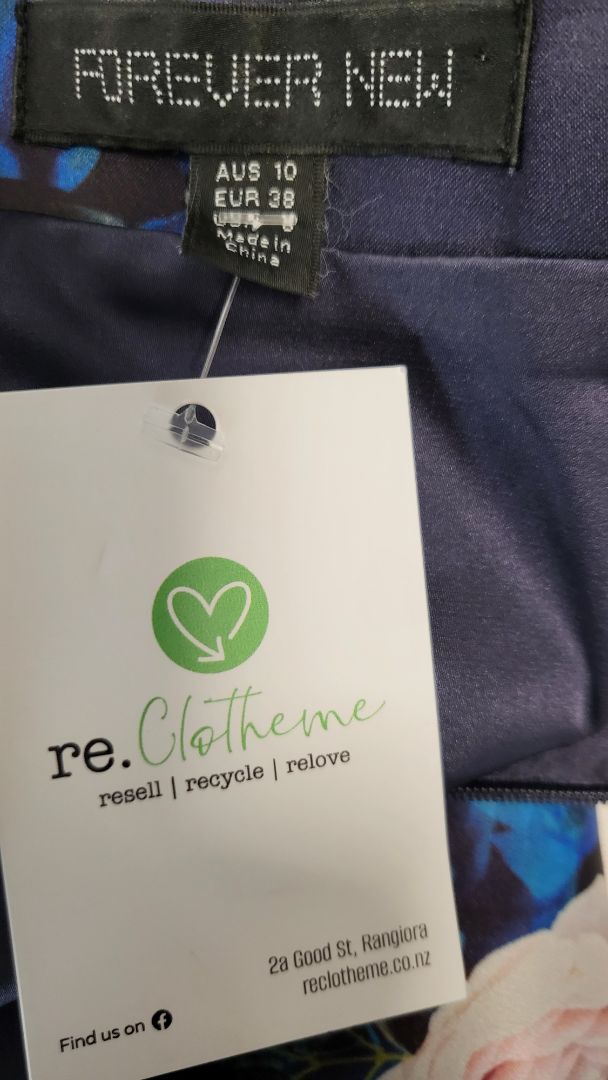 FOREVER NEW
AUS 10
EUR 38
Made in
China
re.Clotheme
resell | recycle | relove
2a Good St, Rangiora
reclotheme.co.nz
Find us on